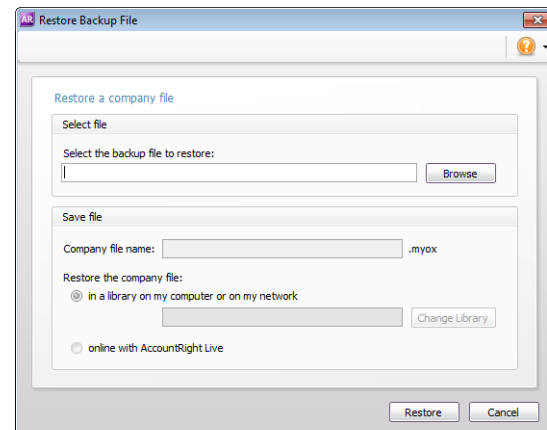 AR Restore Backup File
?
Restore a company file
Select file
Select the backup file to restore:
Browse
Save file
Company file name: .myox
Restore the company file:
in a library on my computer or on my network
Change Library
online with AccountRight Live
Restore Cancel